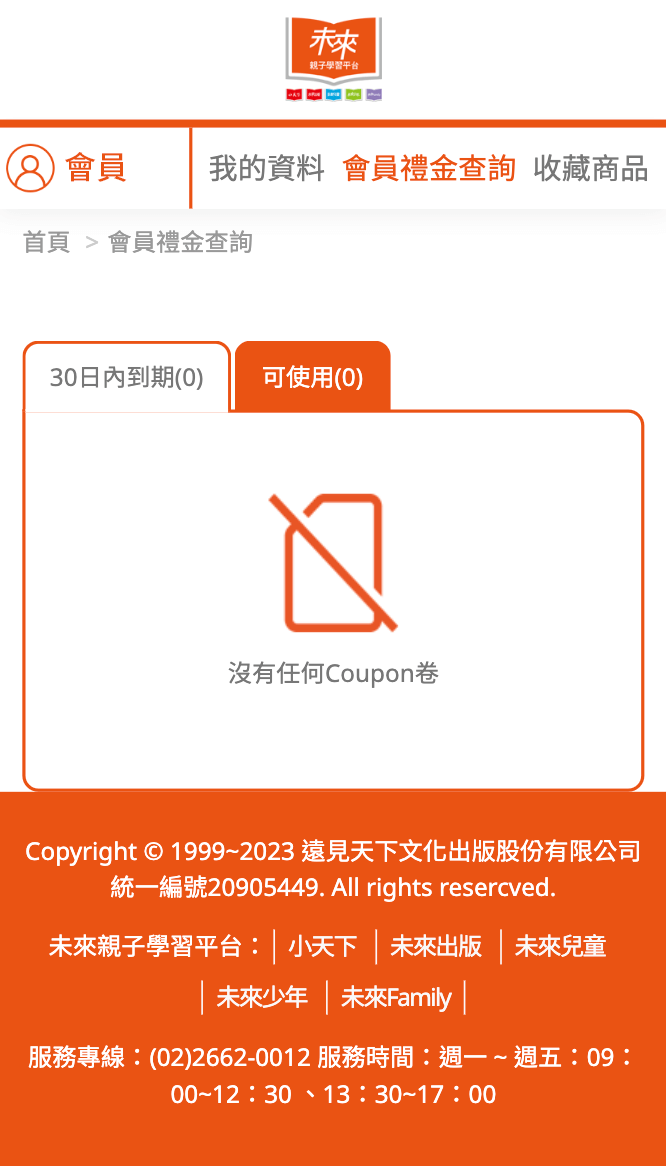 未來
親子學習平台
會員
我的資料 會員禮金查詢 收藏商品
首頁 > 會員禮金查詢
30日內到期(0) 可使用(0)
沒有任何Coupon卷
Copyright © 1999~2023 遠見天下文化出版股份有限公司
統一編號20905449. All rights resercved.
未來親子學習平台：│ 小天下 │ 未來出版 │ 未來兒童
│ 未來少年 │ 未來Family │
服務專線：(02)2662-0012 服務時間：週一 ~ 週五：09：
00~12：30 、13：30~17：00